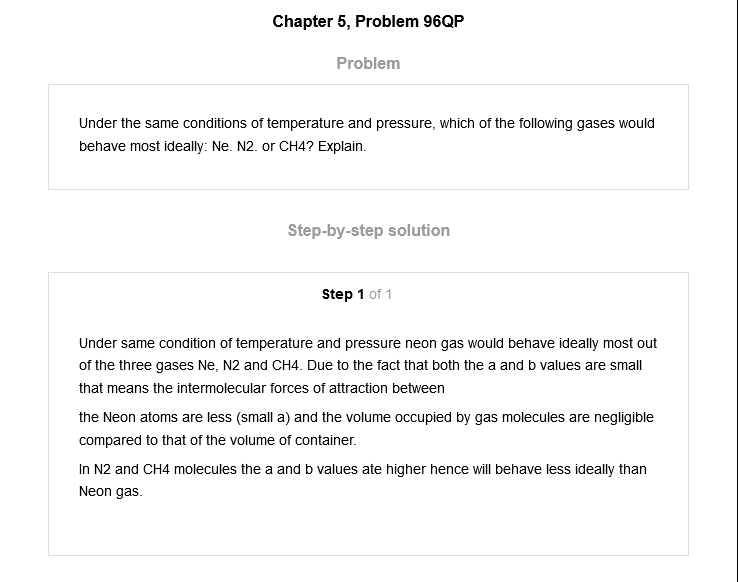 Chapter 5, Problem 96QP
Problem
Under the same conditions of temperature and pressure, which of the following gases would
behave most ideally: Ne. N2. or CH4? Explain.
Step-by-step solution
Step 1 of 1
Under same condition of temperature and pressure neon gas would behave ideally most out
of the three gases Ne, N2 and CH4. Due to the fact that both the a and b values are small
that means the intermolecular forces of attraction between
the Neon atoms are less (small a) and the volume occupied by gas molecules are negligible
compared to that of the volume of container.
In N2 and CH4 molecules the a and b values ate higher hence will behave less ideally than
Neon gas.